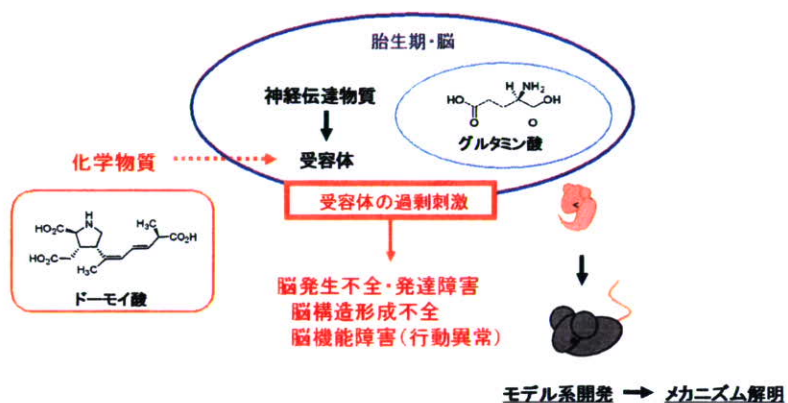 胎生期・脳
神経伝達物質
H NH₂
HO OH
O O
グルタミン酸
化学物質
受容体
受容体の過剰刺激
H
N
HO₂C
H₃C
CO₂H
HO₂C
H₃C
ドーモイ酸
脳発生不全・発達障害
脳構造形成不全
脳機能障害(行動異常)
モデル系開発 → メカニズム解明